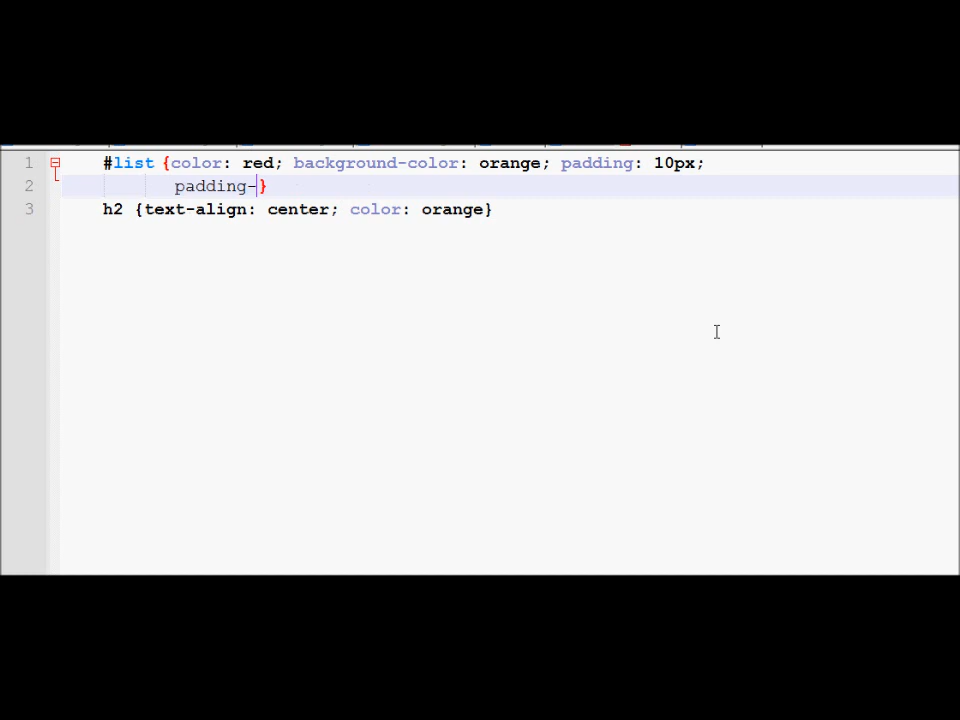 1 #list {color: red; background-color: orange; padding: 10px;
2 padding-}
3 h2 {text-align: center; color: orange}